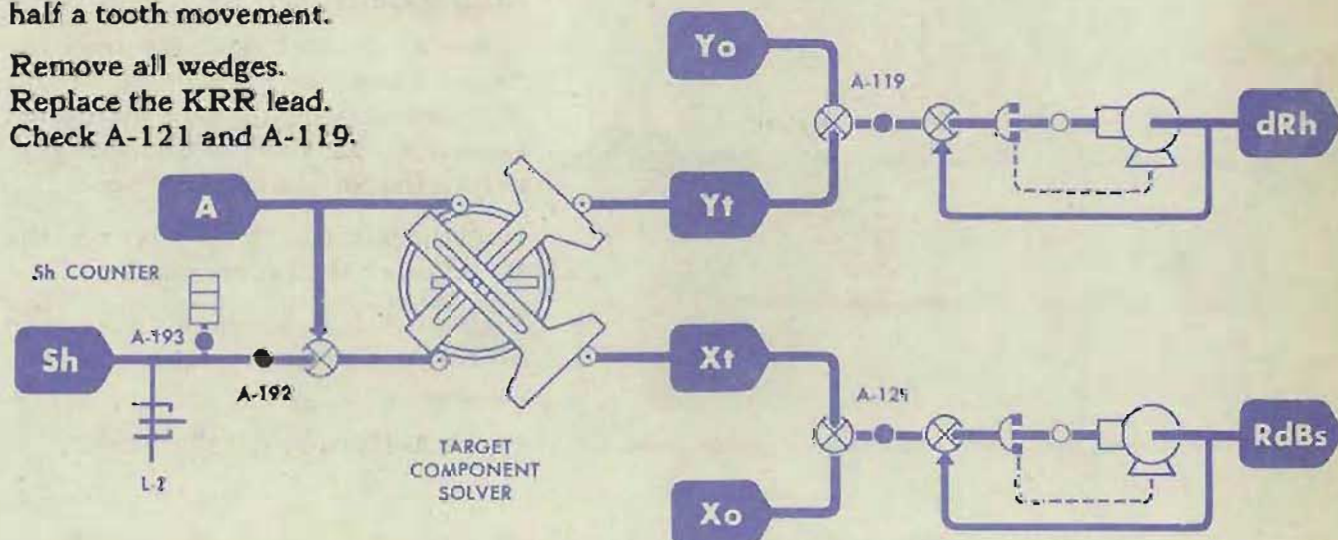 half a tooth movement.
Remove all wedges.
Replace the KRR lead.
Check A-121 and A-119.
Yo
A-119
dRh
A
Yt
Sh COUNTER
A-193
Sh
A-192
Xt
A-121
RdBs
L-2
TARGET
COMPONENT
SOLVER
Xo